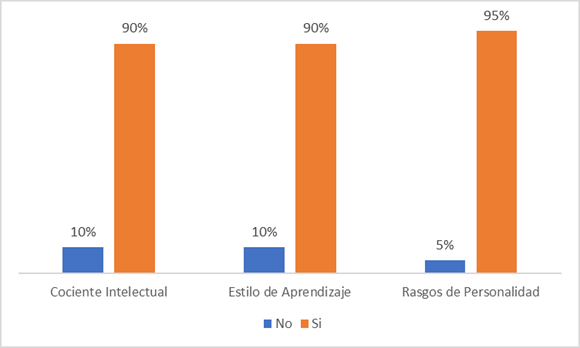 10%
90%
10%
90%
5%
95%
Cociente Intelectual
Estilo de Aprendizaje
Rasgos de Personalidad
No
Si